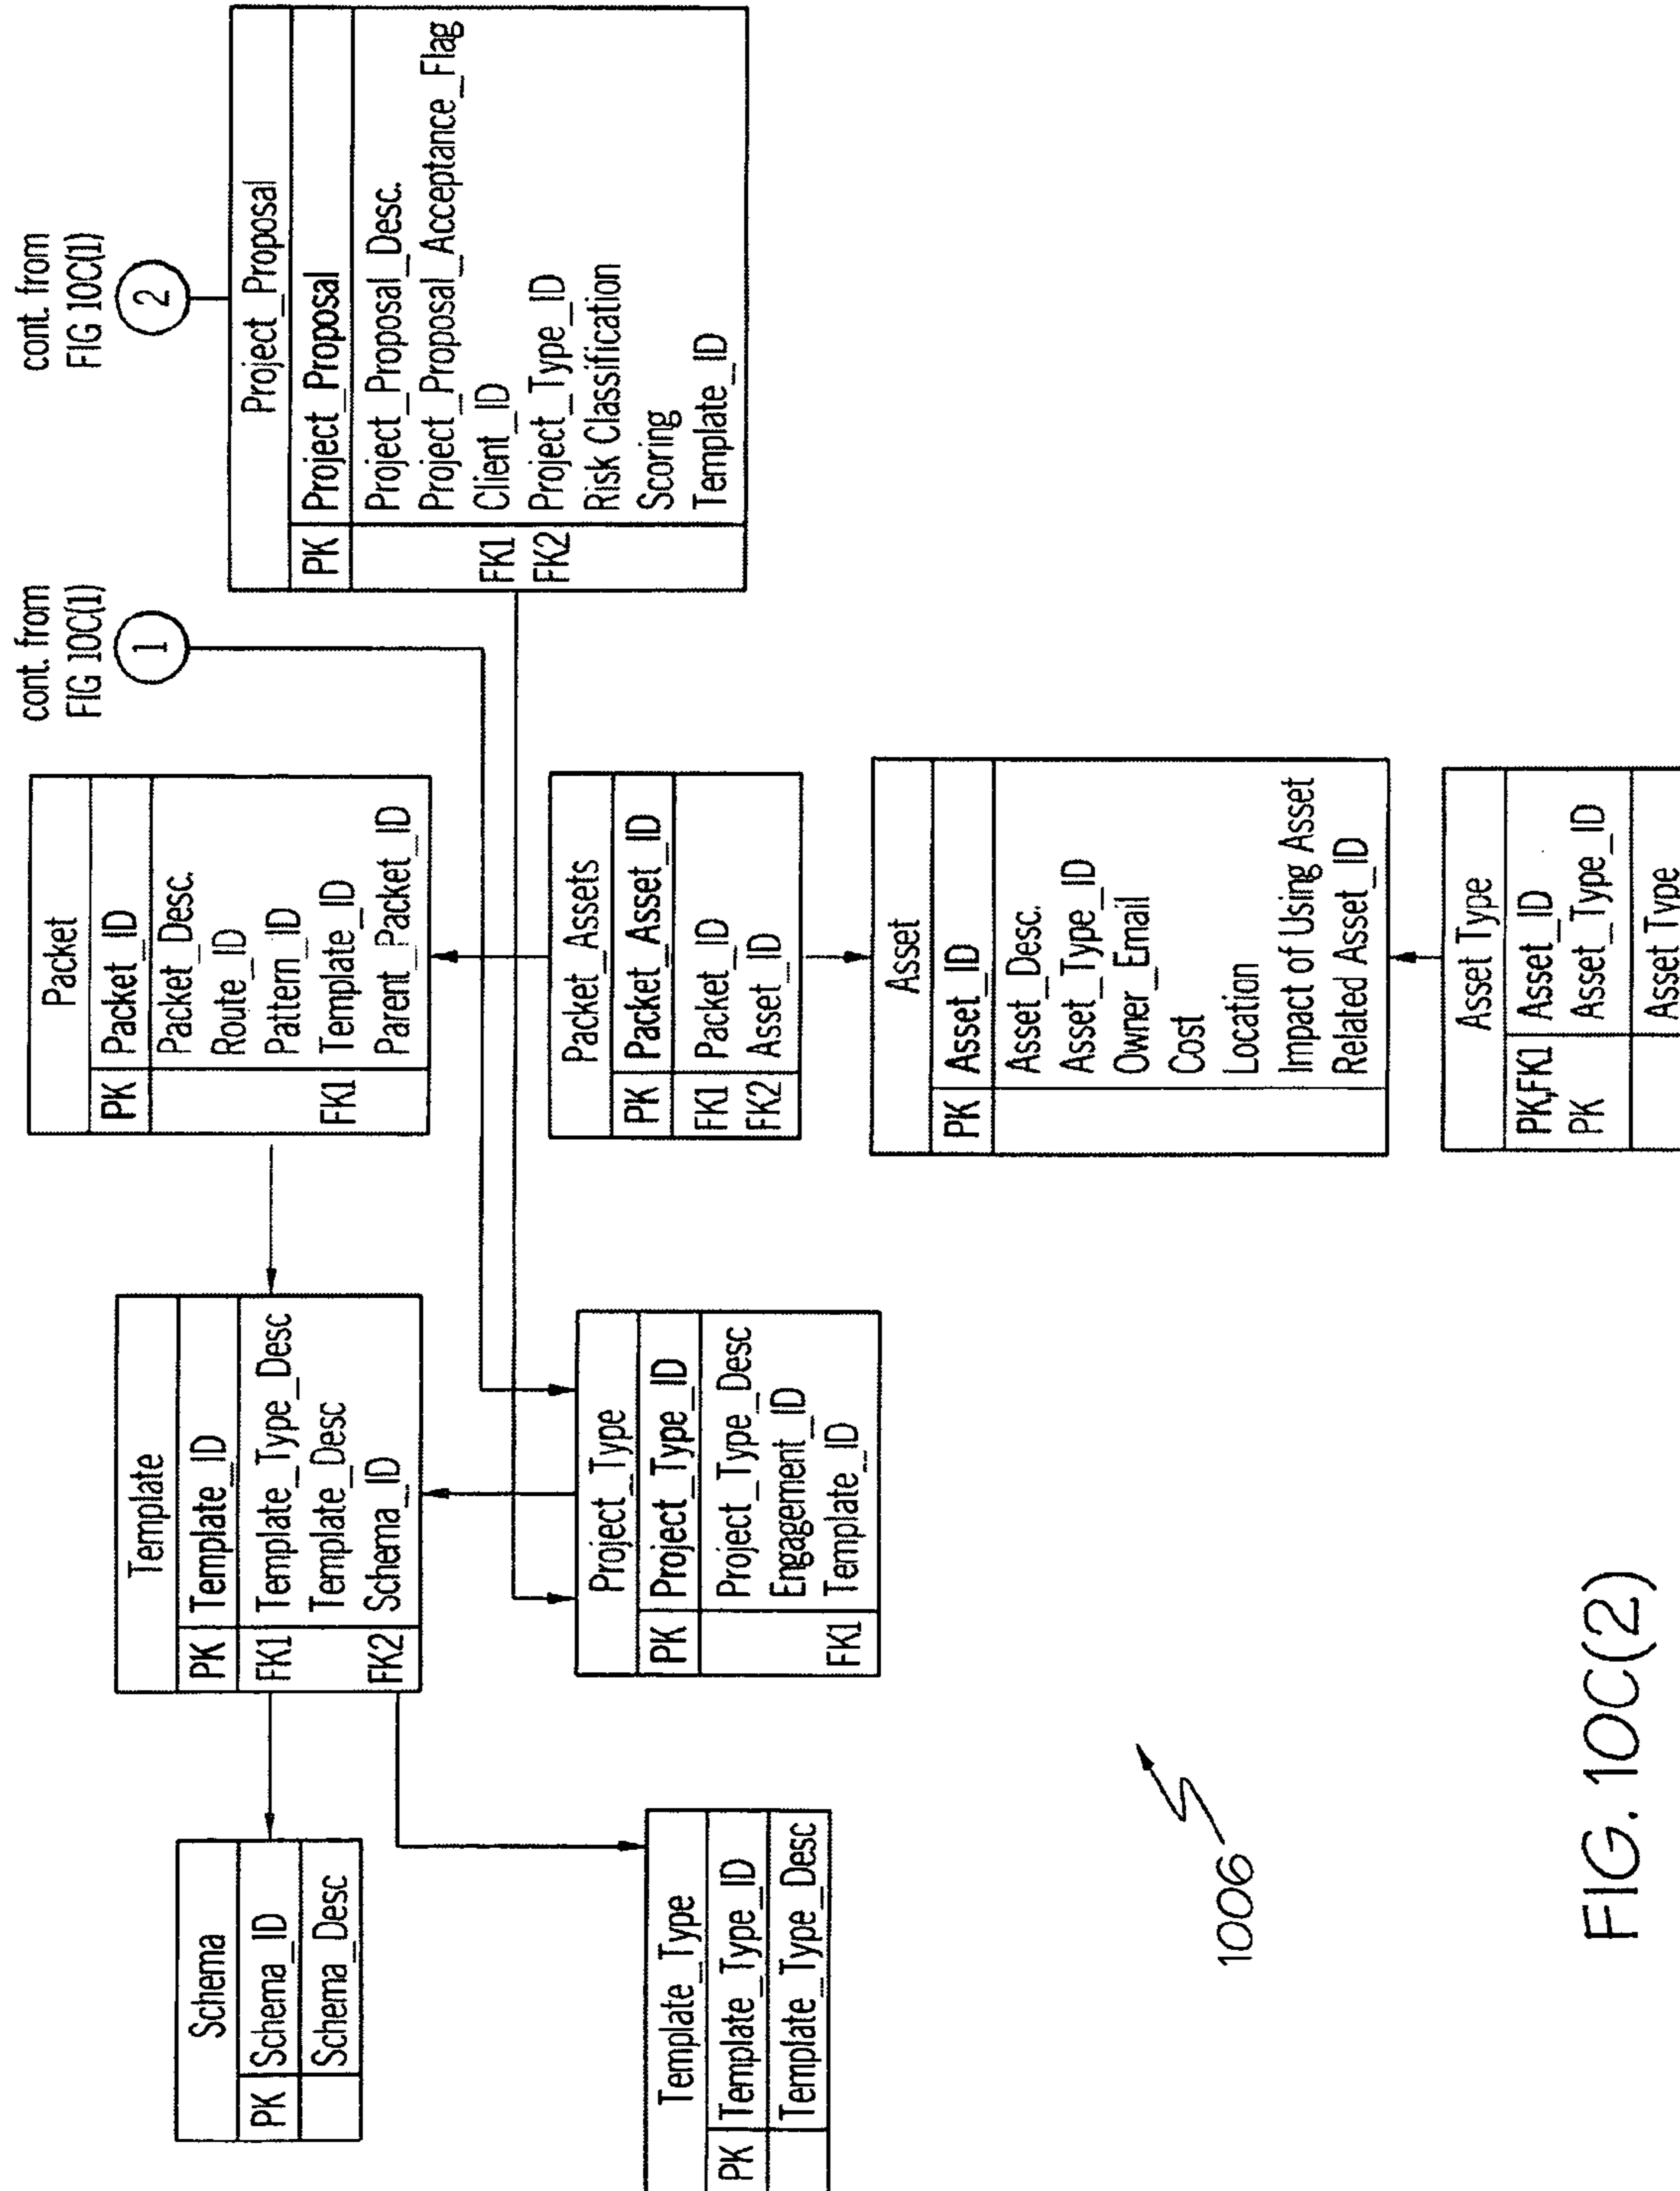 cont. from
FIG 10C(1)
2
Project_Proposal
PK Project_Proposal
Project_Proposal_Desc.
Project_Proposal_Acceptance_Flag
FK1 Client_ID
FK2 Project_Type_ID
Risk Classification
Scoring
Template_ID
cont. from
FIG 10C(1)
1
Packet
PK Packet_ID
Packet_Desc.
Route_ID
Pattern_ID
FK1 Template_ID
Parent_Packet_ID
Packet_Assets
PK Packet_Asset_ID
FK1 Packet_ID
FK2 Asset_ID
Asset
PK Asset_ID
Asset_Desc.
Asset_Type_ID
Owner_Email
Cost
Location
Impact of Using Asset
Related Asset_ID
Asset Type
PK,FK1 Asset_ID
PK Asset_Type_ID
Asset Type
Template
PK Template_ID
FK1 Template_Type_Desc
Template_Desc
FK2 Schema_ID
Project_Type
PK Project_Type_ID
Project_Type_Desc
Engagement_ID
FK1 Template_ID
Schema
PK Schema_ID
Schema_Desc
Template_Type
PK Template_Type_ID
Template_Type_Desc
1006
FIG. 10C(2)